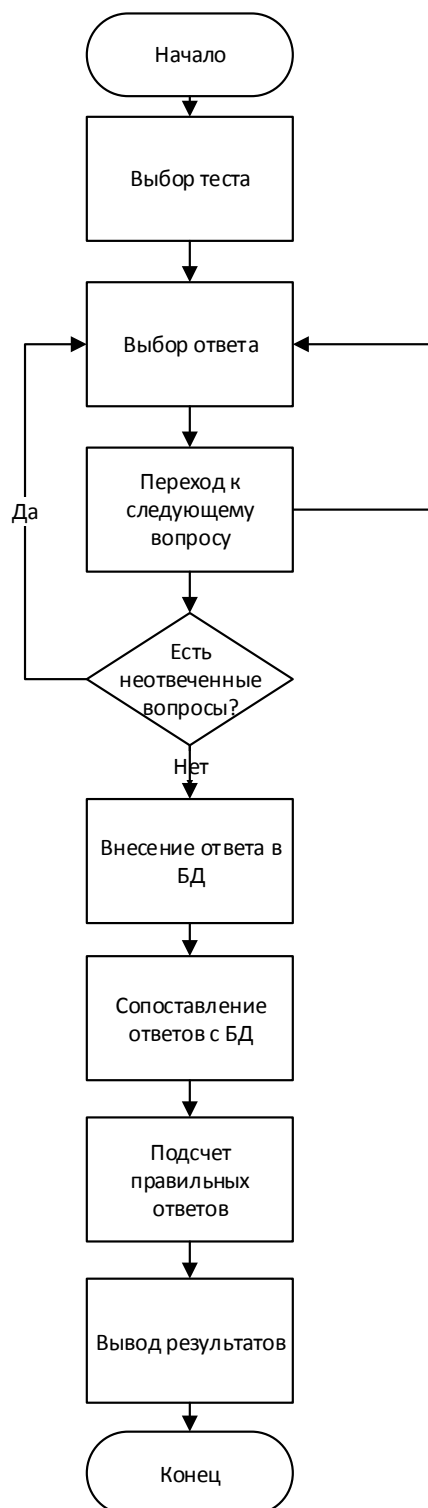 Начало
Выбор теста
Выбор ответа
Переход к
следующему
вопросу
Да
Есть
неотвеченные
вопросы?
Нет
Внесение ответа в
БД
Сопоставление
ответов с БД
Подсчет
правильных
ответов
Вывод результатов
Конец